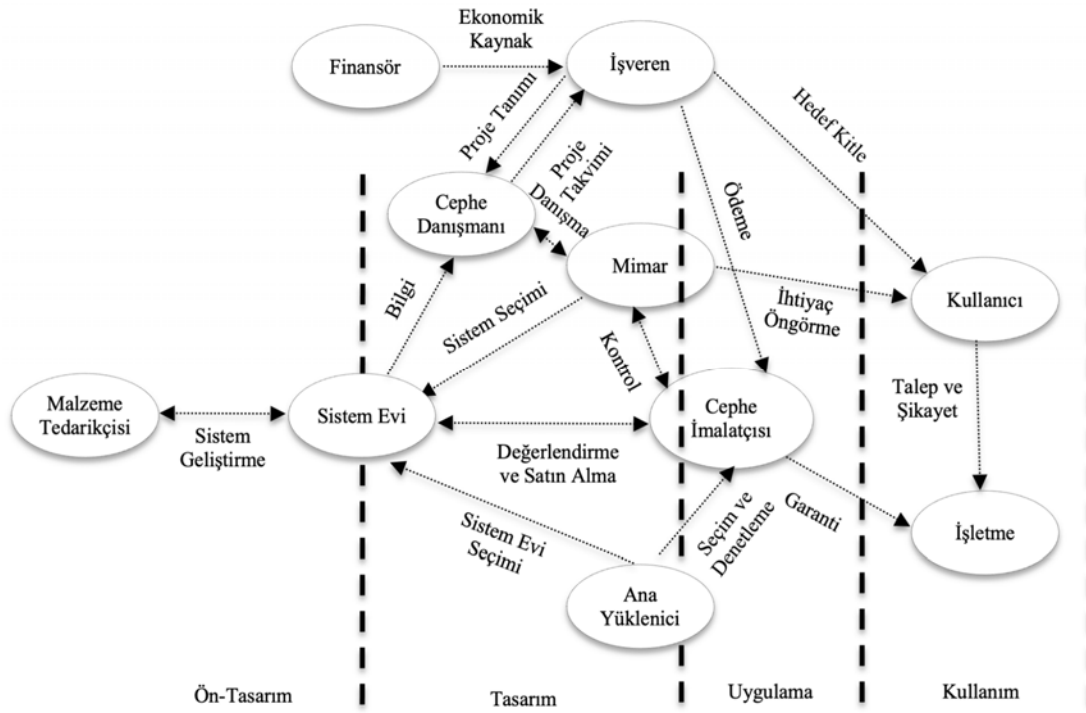 Ekonomik
Kaynak
Finansör
İşveren
Proje Tanımı
Proje
Takvimi
Hedef Kitle
Cephe
Danışmanı
Danışma
Ödeme
Mimar
Bilgi
Sistem Seçimi
İhtiyaç
Öngörme
Kullanıcı
Kontrol
Malzeme
Tedarikçisi
Sistem
Geliştirme
Sistem Evi
Değerlendirme
ve Satın Alma
Cephe
İmalatçısı
Talep ve
Şikayet
Sistem Evi
Seçimi
Seçim ve
Denetleme
Garanti
İşletme
Ana
Yüklenici
Ön-Tasarım
Tasarım
Uygulama
Kullanım